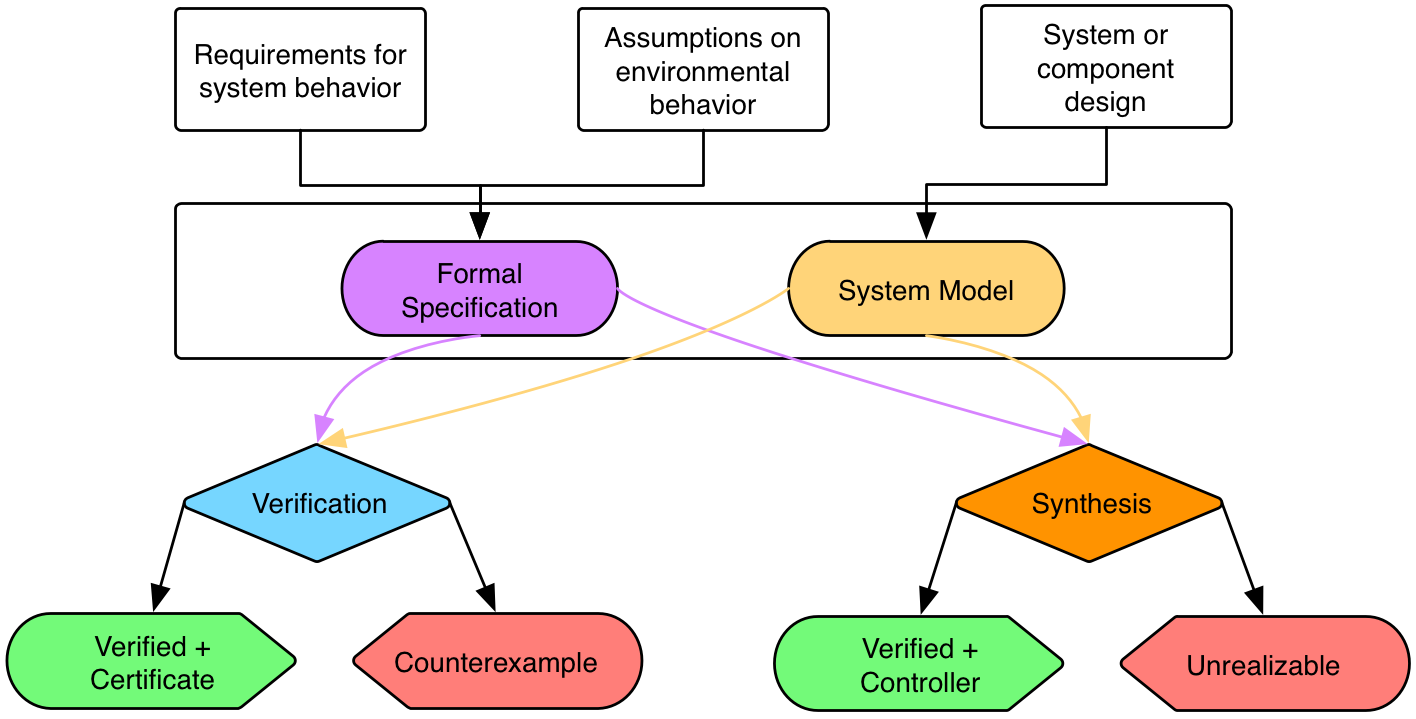 Requirements for
system behavior
Assumptions on
environmental
behavior
System or
component
design
Formal
Specification
System Model
Verification
Synthesis
Verified +
Certificate
Counterexample
Verified +
Controller
Unrealizable